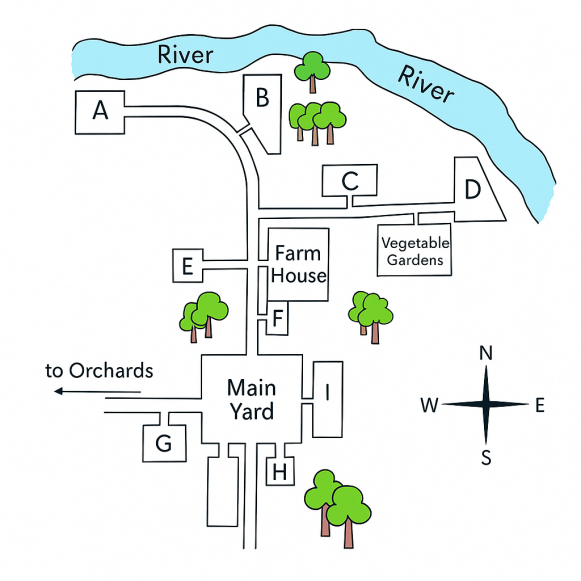 River
River
A
B
C
D
Vegetable
Gardens
E
Farm
House
F
to Orchards
Main
Yard
I
G
H
N
W
E
S